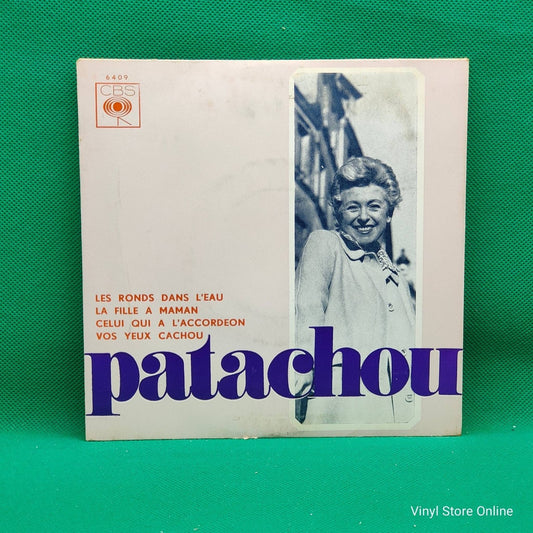 6409
CBS
LES RONDS DANS L'EAU
LA FILLE A MAMAN
CELUI QUI A L'ACCORDEON
VOS YEUX CACHOU
patachou
Vinyl Store Online